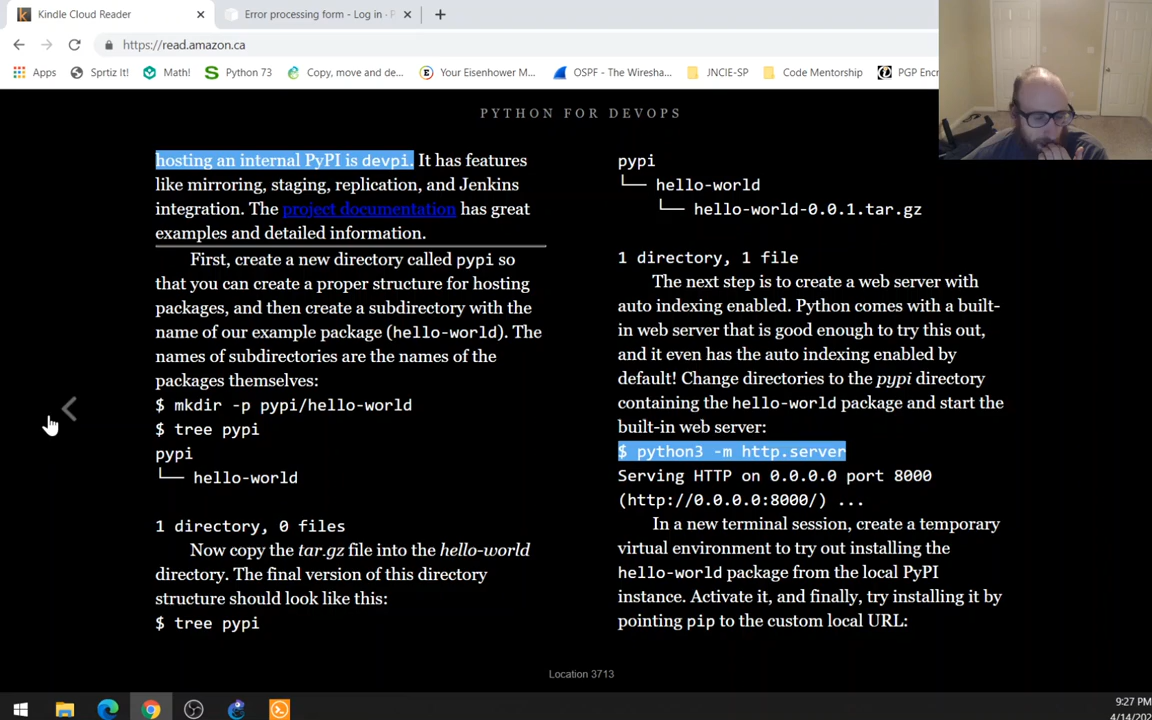 Kindle Cloud Reader
Error processing form - Log in ·
https://read.amazon.ca
Apps
Sprtiz It!
Math!
Python 73
Copy, move and de...
Your Eisenhower M...
OSPF - The Wiresha...
JNCIE-SP
Code Mentorship
PGP Encr
PYTHON FOR DEVOPS
hosting an internal PyPI is devpi. It has features
like mirroring, staging, replication, and Jenkins
integration. The project documentation has great
examples and detailed information.
First, create a new directory called pypi so
that you can create a proper structure for hosting
packages, and then create a subdirectory with the
name of our example package (hello-world). The
names of subdirectories are the names of the
packages themselves:
$ mkdir -p pypi/hello-world
$ tree pypi
pypi
└── hello-world
1 directory, 0 files
Now copy the tar.gz file into the hello-world
directory. The final version of this directory
structure should look like this:
$ tree pypi
pypi
└── hello-world
└── hello-world-0.0.1.tar.gz
1 directory, 1 file
The next step is to create a web server with
auto indexing enabled. Python comes with a built-
in web server that is good enough to try this out,
and it even has the auto indexing enabled by
default! Change directories to the pypi directory
containing the hello-world package and start the
built-in web server:
$ python3 -m http.server
Serving HTTP on 0.0.0.0 port 8000
(http://0.0.0.0:8000/) ...
In a new terminal session, create a temporary
virtual environment to try out installing the
hello-world package from the local PyPI
instance. Activate it, and finally, try installing it by
pointing pip to the custom local URL:
Location 3713
9:27 PM
4/14/202